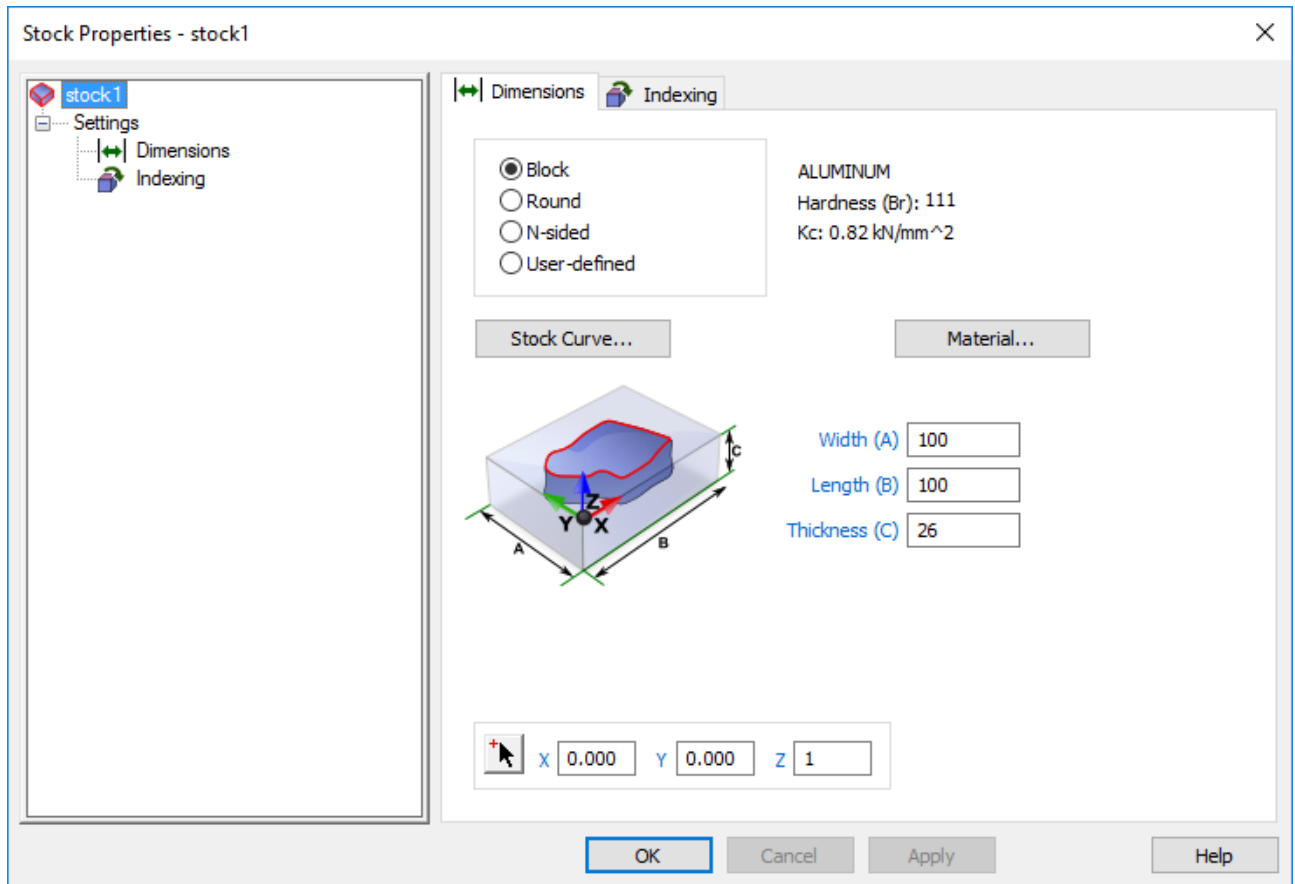 Stock Properties - stock1
stock1
Settings
Dimensions
Indexing
Dimensions
Indexing
Block
Round
N-sided
User-defined
ALUMINUM
Hardness (Br): 111
Kc: 0.82 kN/mm^2
Stock Curve...
Material...
C
Z
Y
X
A
B
Width (A) 100
Length (B) 100
Thickness (C) 26
X 0.000 Y 0.000 Z 1
OK Cancel Apply Help